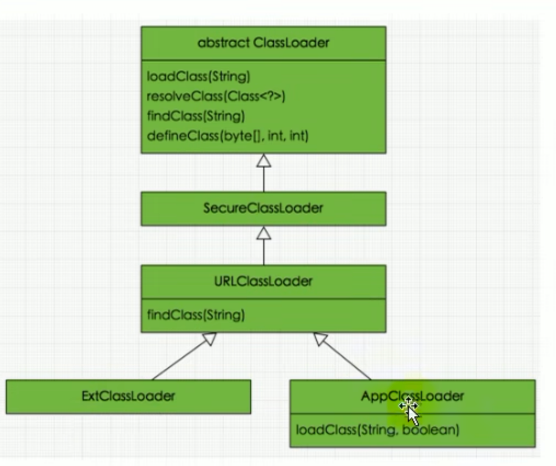 abstract ClassLoader
loadClass(String)
resolveClass(Class<?>)
findClass(String)
defineClass(byte[], int, int)
SecureClassLoader
URLClassLoader
findClass(String)
ExtClassLoader
AppClassLoader
loadClass(String, boolean)